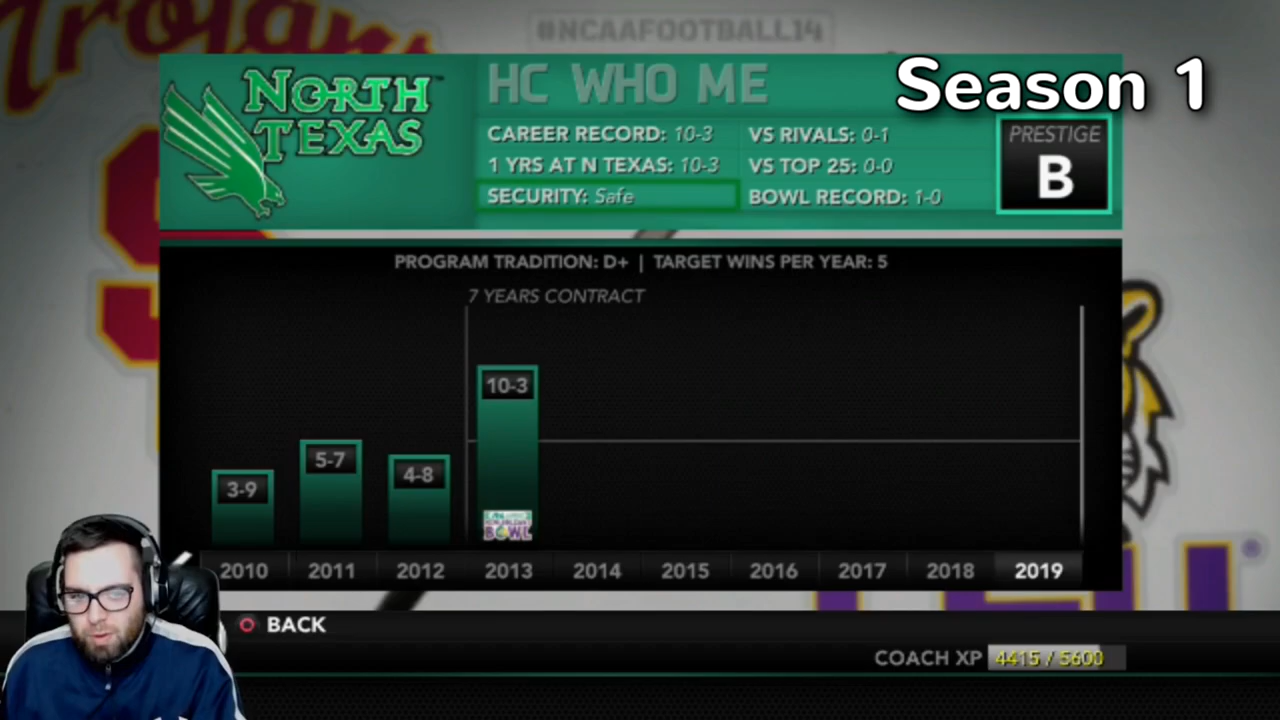 Trojans
#NCAAFOOTBALL14
NORTH TEXAS
HC WHO ME
Season 1
CAREER RECORD: 10-3
VS RIVALS: 0-1
1 YRS AT N TEXAS: 10-3
VS TOP 25: 0-0
SECURITY: Safe
BOWL RECORD: 1-0
PRESTIGE
B
PROGRAM TRADITION: D+ | TARGET WINS PER YEAR: 5
7 YEARS CONTRACT
3-9
5-7
4-8
10-3
BOWL
2010 2011 2012 2013 2014 2015 2016 2017 2018 2019
BACK
COACH XP 4415 / 5600